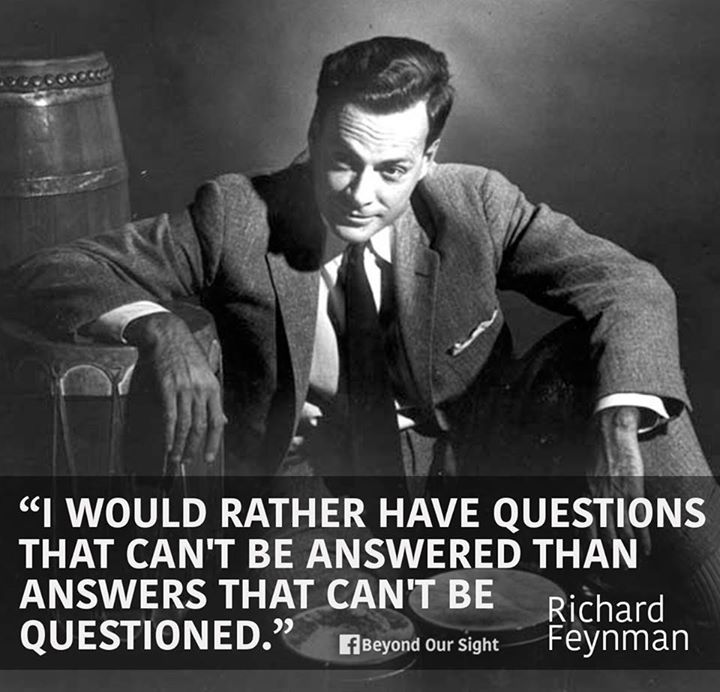 “I WOULD RATHER HAVE QUESTIONS
THAT CAN'T BE ANSWERED THAN
ANSWERS THAT CAN'T BE
QUESTIONED.”
Richard
Feynman
f Beyond Our Sight